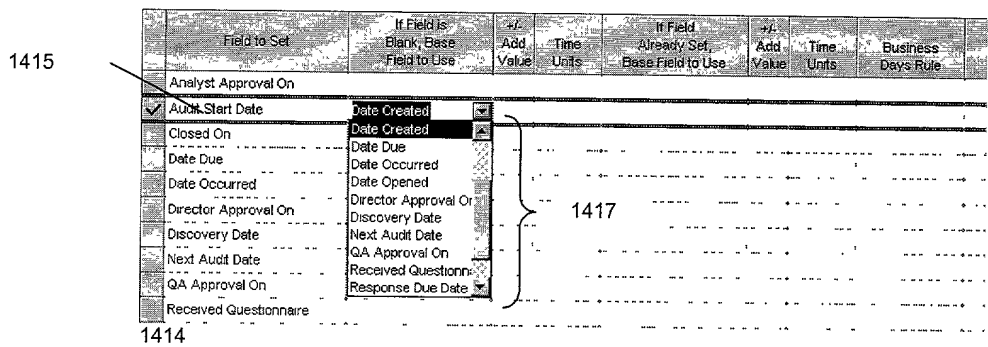 If Field is +/- If Field +/-
Field to Set Blank, Base Add Time Already Set, Add Time Business
Field to Use Value Units Base Field to Use Value Units Days Rule
1415
Analyst Approval On
Audit Start Date Date Created
Closed On Date Created
Date Due
Date Due Date Occurred
Date Occurred Date Opened
Director Approval On Director Approval Or
1417
Discovery Date Discovery Date
Next Audit Date
Next Audit Date QA Approval On
QA Approval On Received Questionn
Response Due Date
Received Questionnaire
1414